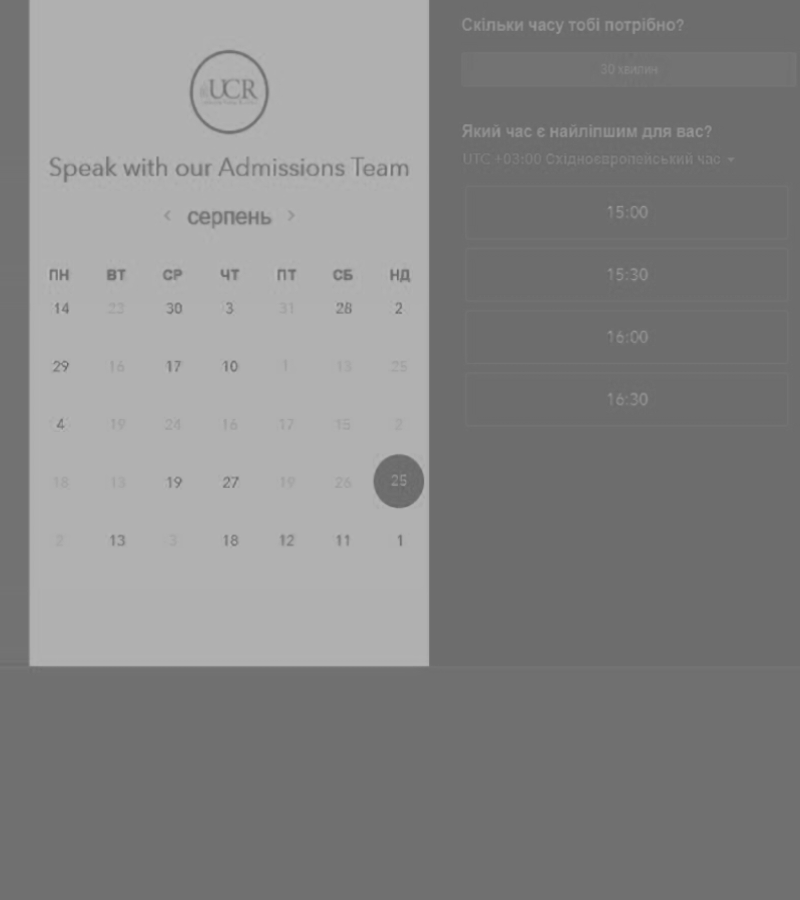 UCR
Speak with our Admissions Team
< серпень >
ПН ВТ СР ЧТ ПТ СБ НД
14 23 30 3 31 28 2
29 16 17 10 1 13 25
4 19 24 16 17 15 2
18 13 19 27 19 26 25
2 13 3 18 12 11 1
Скільки часу тобі потрібно?
30 хвилин
Який час є найліпшим для вас?
UTC +03:00 Східноєвропейський час
15:00
15:30
16:00
16:30